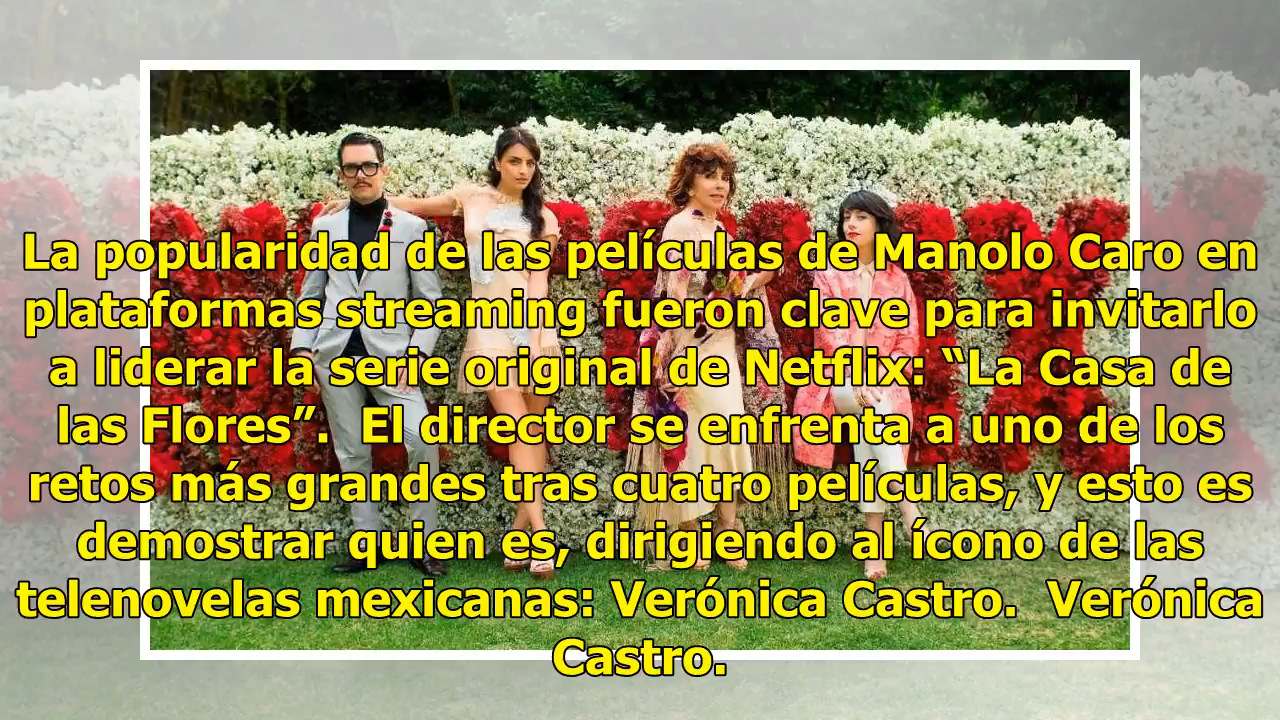 La popularidad de las películas de Manolo Caro en
plataformas streaming fueron clave para invitarlo
a liderar la serie original de Netflix: “La Casa de
las Flores”.  El director se enfrenta a uno de los
retos más grandes tras cuatro películas, y esto es
demostrar quien es, dirigiendo al ícono de las
telenovelas mexicanas: Verónica Castro.  Verónica
Castro.